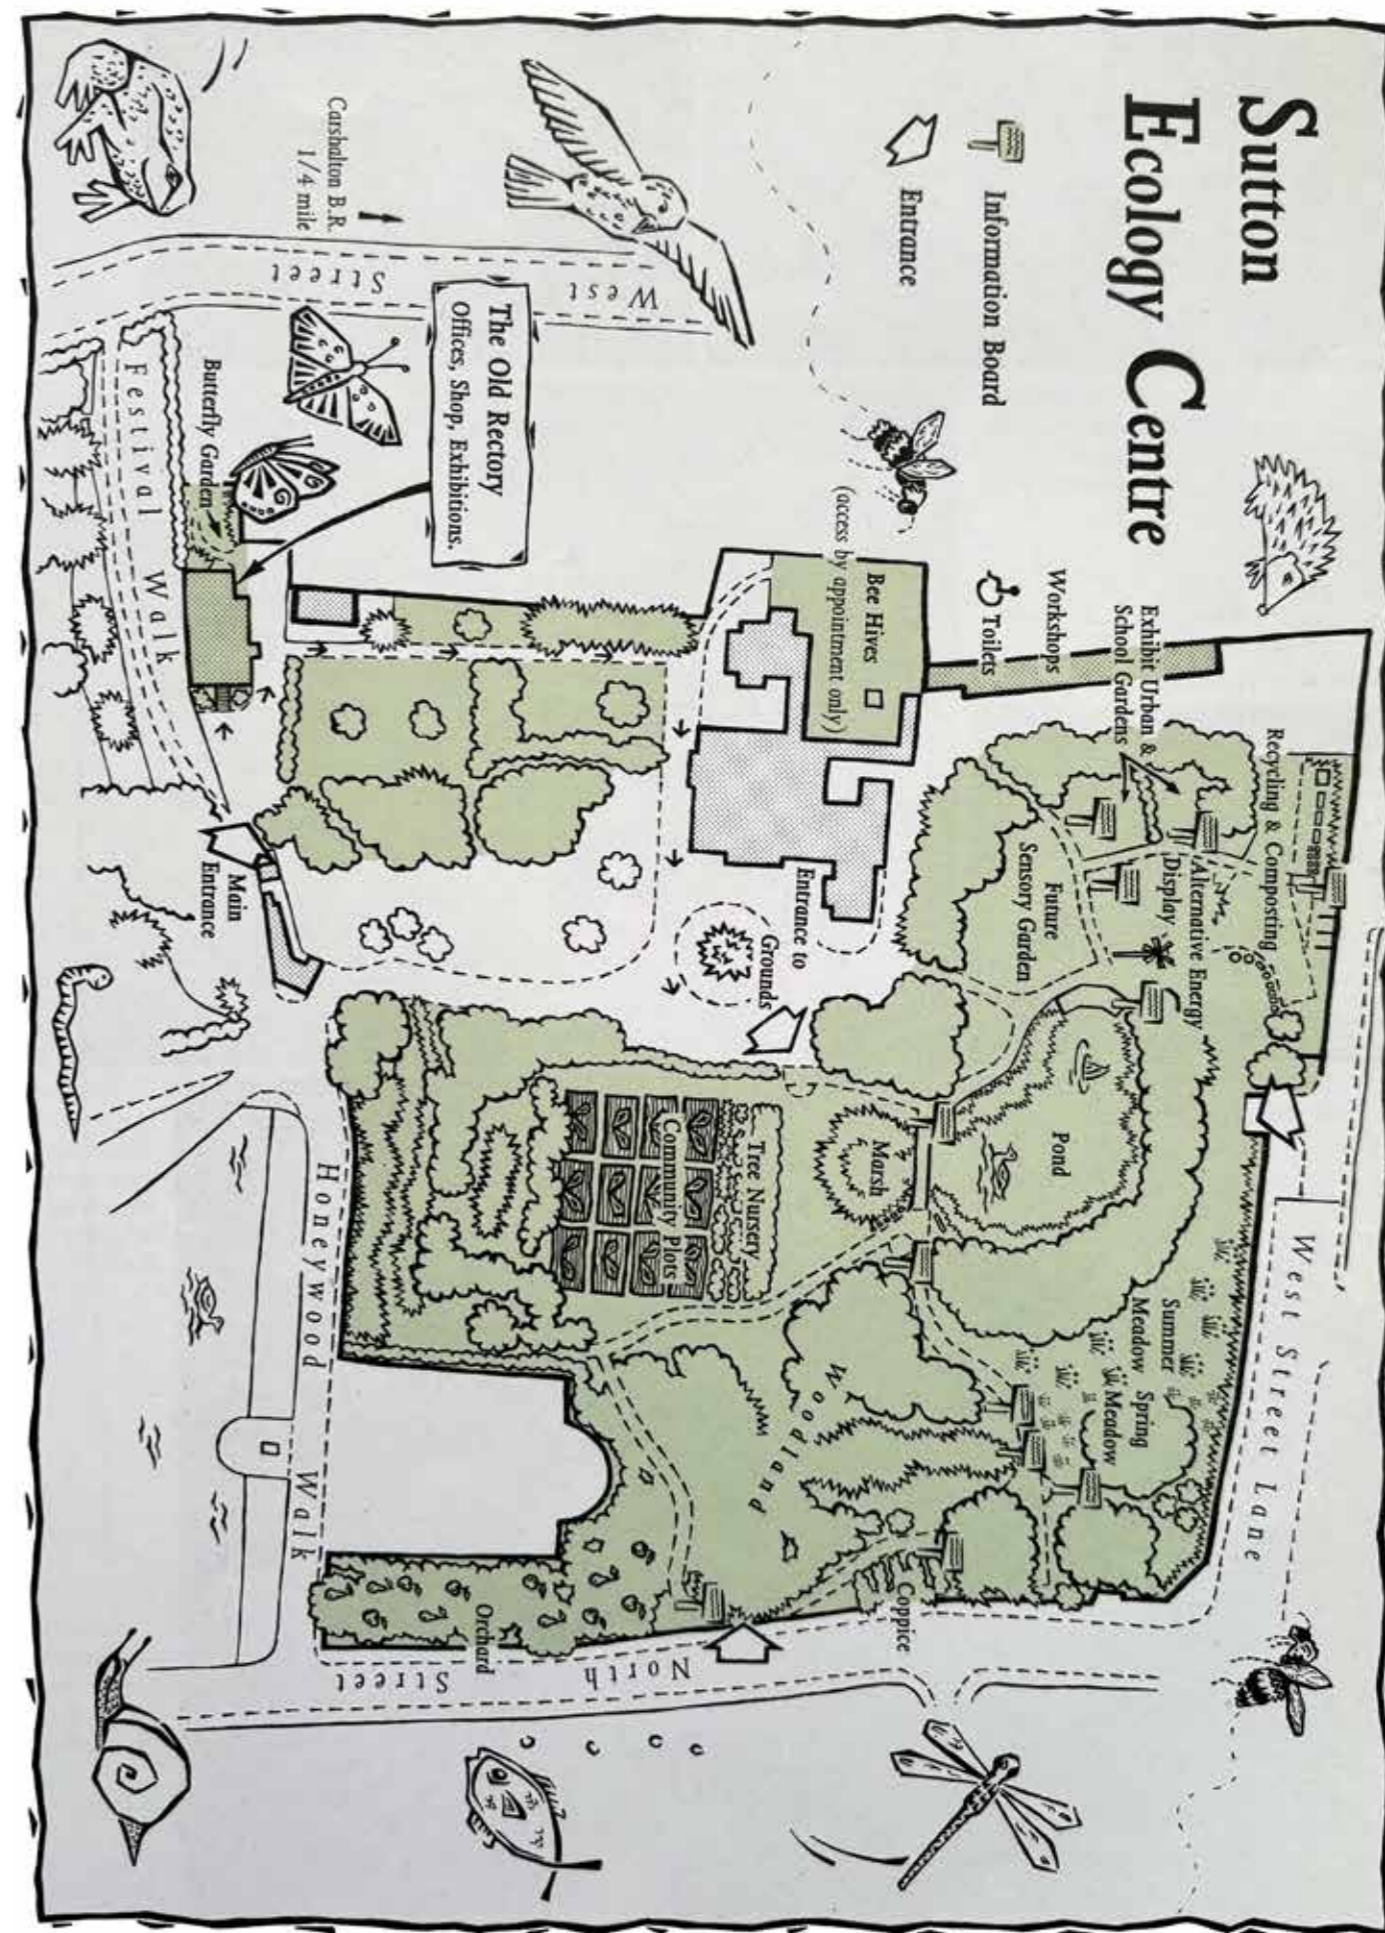 Sutton
Ecology Centre
Information Board
Entrance
Carshalton B.R.
1/4 mile
West
Street
The Old Rectory
Offices, Shop, Exhibitions.
Butterfly Garden
Festival Walk
Bee Hives
(access by appointment only)
Workshops
Toilets
Exhibit Urban &
School Gardens
Recycling & Composting
Alternative Energy
Display
Future
Sensory Garden
Entrance to
Grounds
Main
Entrance
Pond
Marsh
Tree Nursery
Community Plots
Honeywood Walk
Summer
Meadow
Spring
Meadow
Woodland
Coppice
Orchard
West Street Lane
North
Street